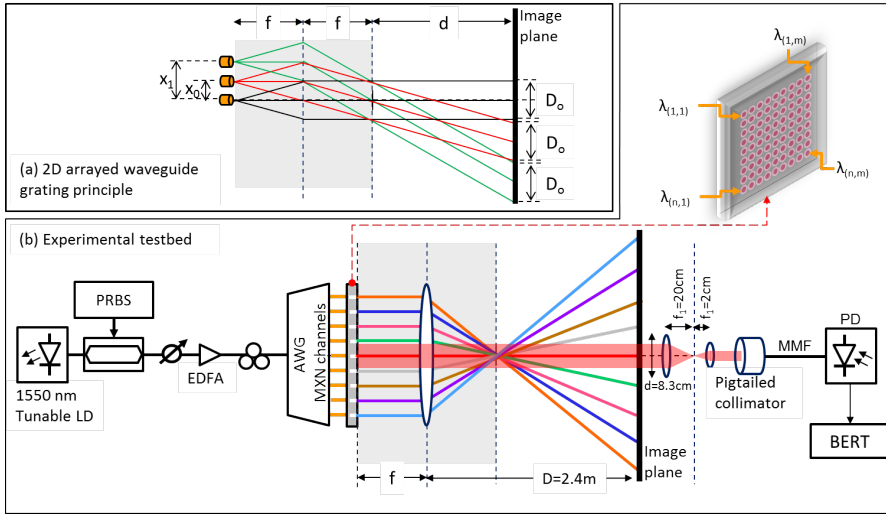 f
f
d
Image
plane
x1
x0
Do
Do
Do
(a) 2D arrayed waveguide
grating principle
λ(1,m)
λ(1,1)
λ(n,1)
λ(n,m)
(b) Experimental testbed
PRBS
1550 nm
Tunable LD
EDFA
AWG
MXN channels
f
D=2.4m
Image
plane
d=8.3cm
f1=20cm
f1=2cm
Pigtailed
collimator
MMF
PD
BERT